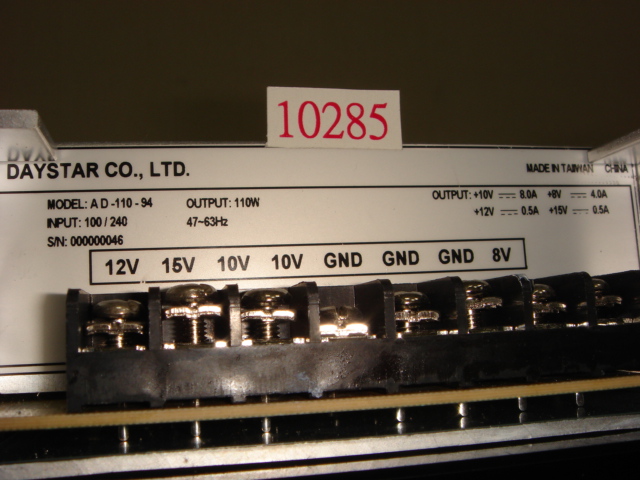 10285
DAYSTAR CO., LTD.
MADE IN TAIWAN CHINA
MODEL: AD-110-94 OUTPUT: 110W
INPUT: 100 / 240 47~63Hz
S/N: 000000046
OUTPUT: +10V ⎓ 8.0A +8V ⎓ 4.0A
+12V ⎓ 0.5A +15V ⎓ 0.5A
12V 15V 10V 10V GND GND GND 8V